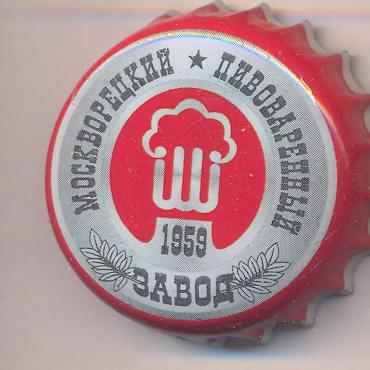 МОСКВОРЕЦКИЙ ★ ПИВОВАРЕННЫЙ
1959
ЗАВОД